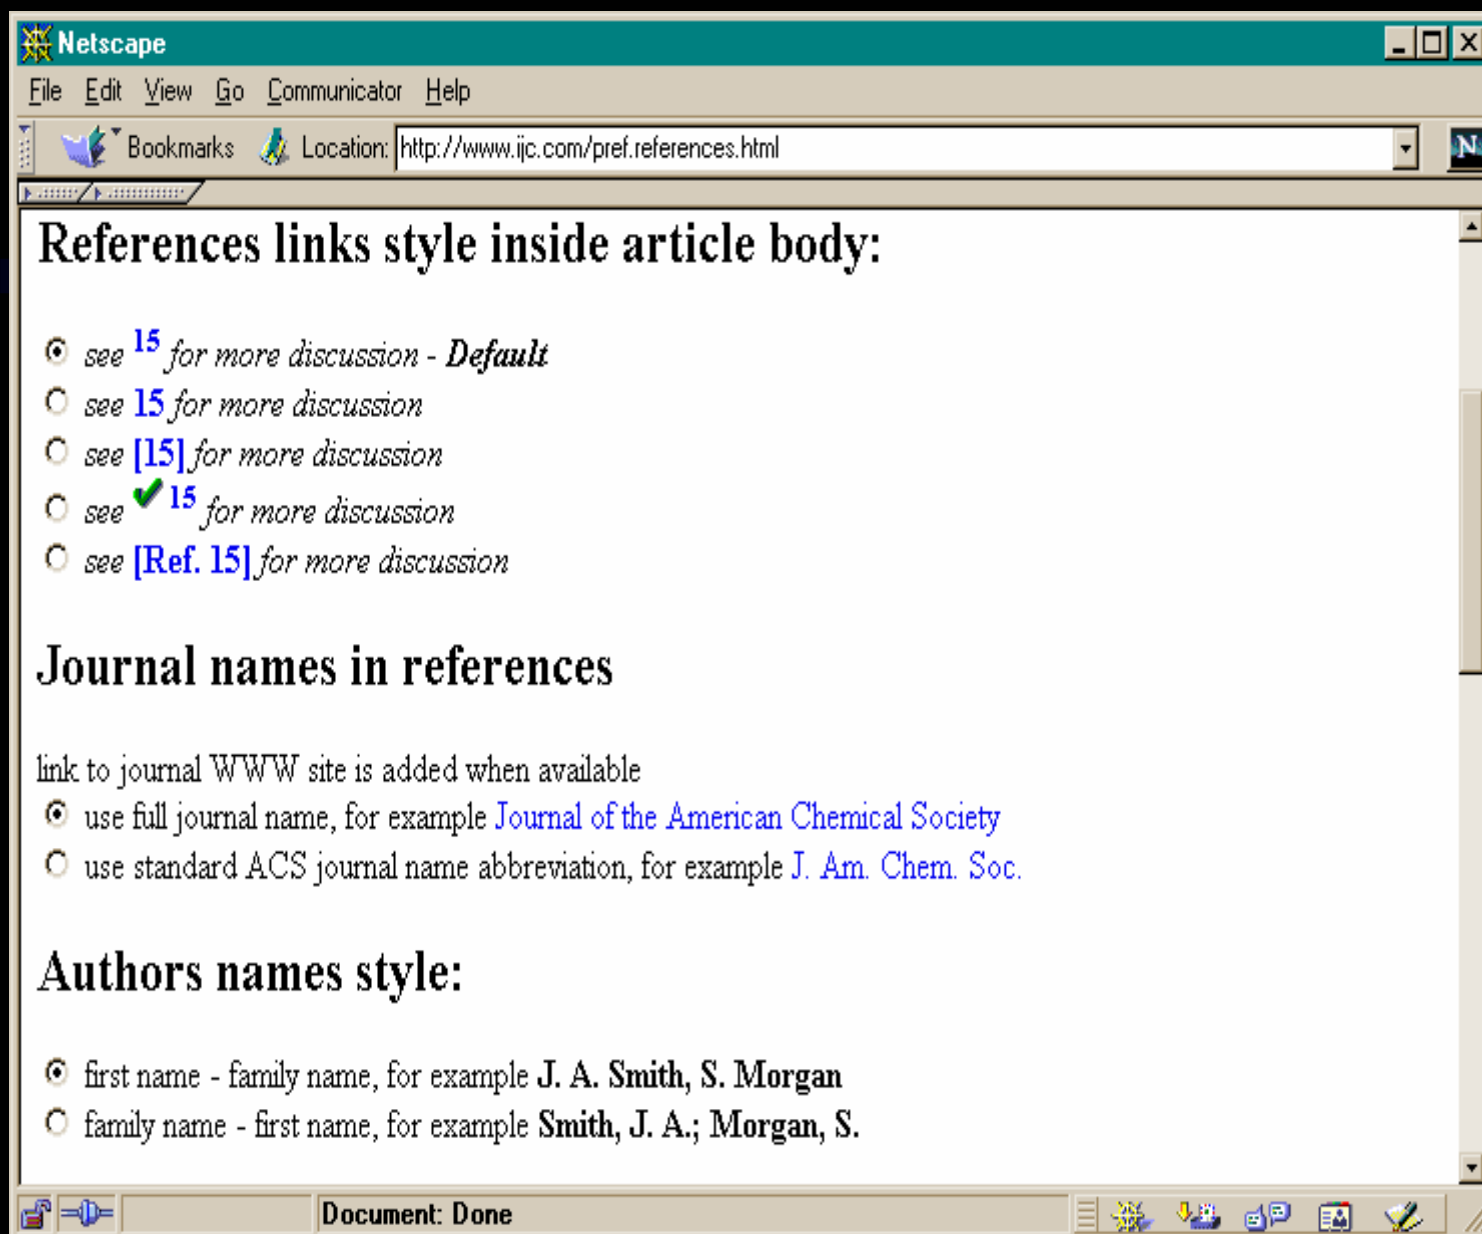 Netscape
File Edit View Go Communicator Help
Bookmarks Location: http://www.ijc.com/pref.references.html N
References links style inside article body:
see 15 for more discussion - Default
see 15 for more discussion
see [15] for more discussion
see ✔ 15 for more discussion
see [Ref. 15] for more discussion
Journal names in references
link to journal WWW site is added when available
use full journal name, for example Journal of the American Chemical Society
use standard ACS journal name abbreviation, for example J. Am. Chem. Soc.
Authors names style:
first name - family name, for example J. A. Smith, S. Morgan
family name - first name, for example Smith, J. A.; Morgan, S.
Document: Done